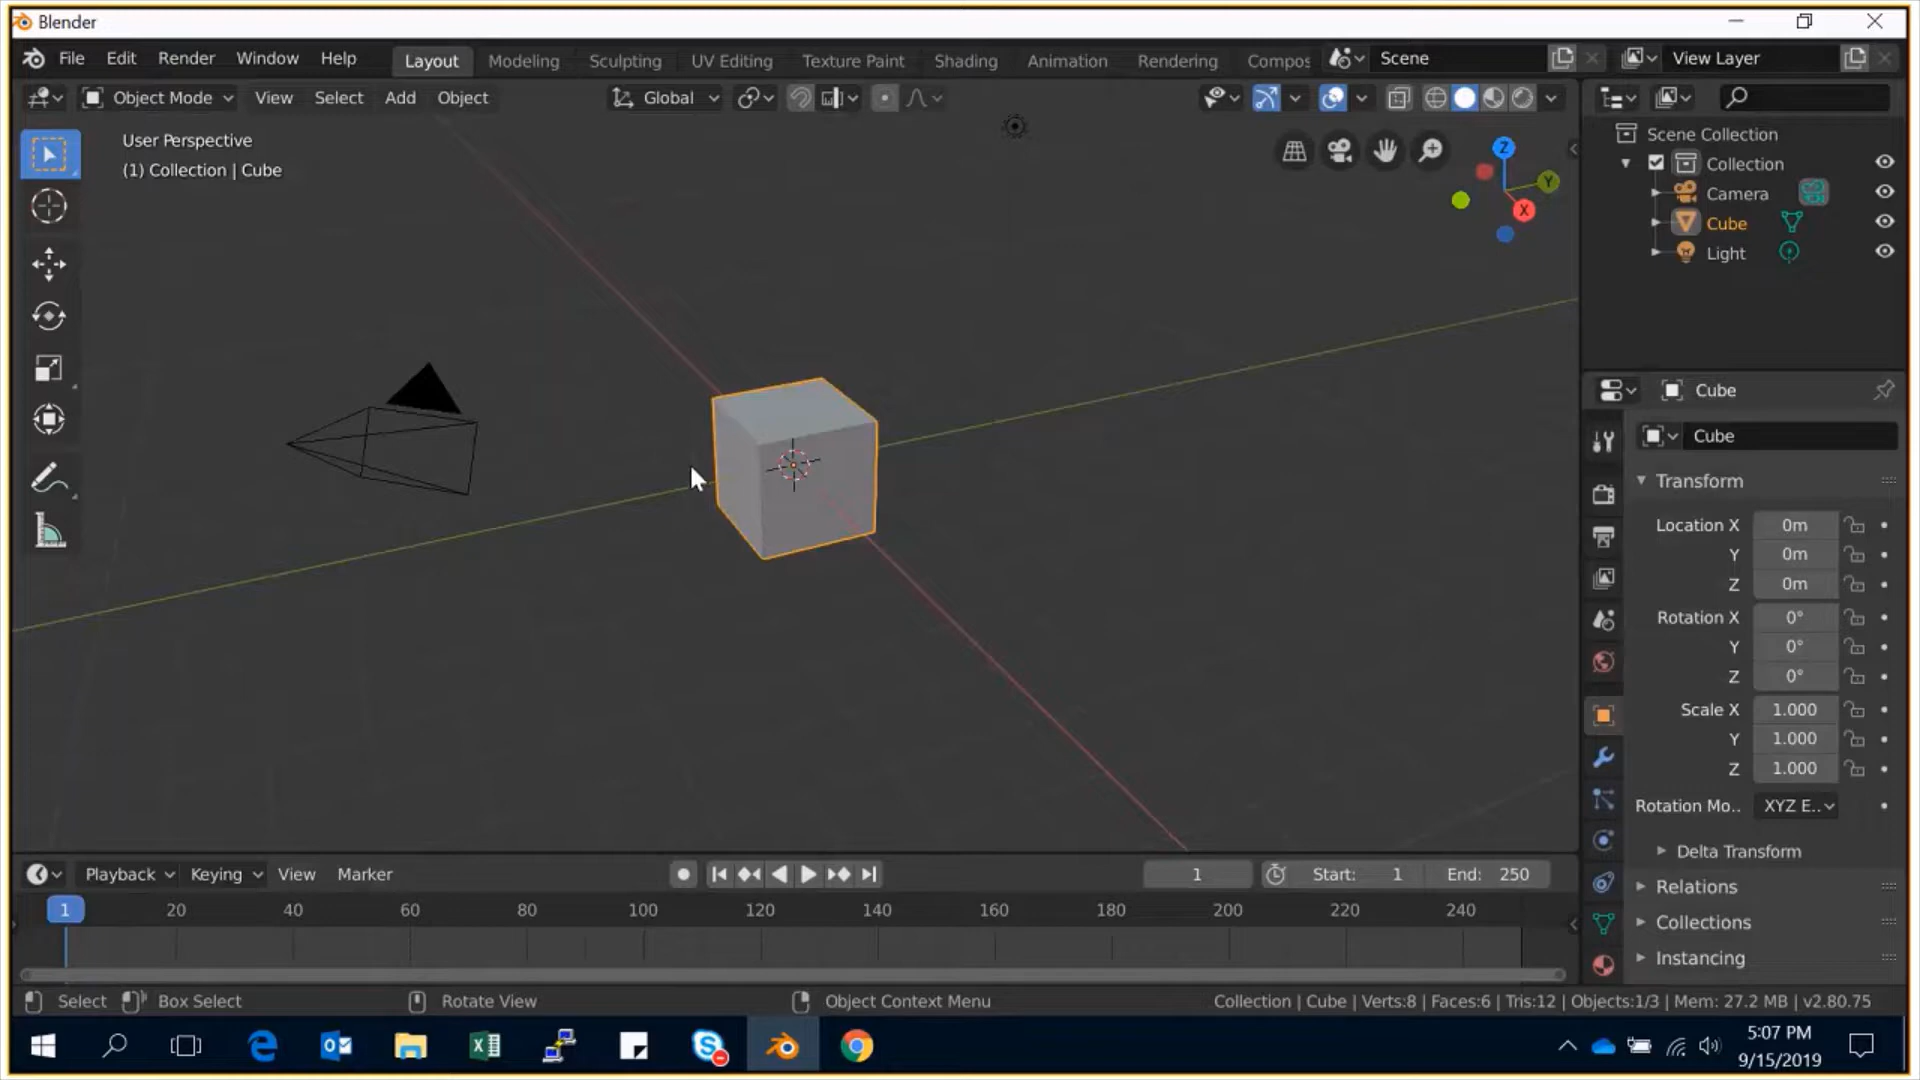 Blender
File Edit Render Window Help Layout Modeling Sculpting UV Editing Texture Paint Shading Animation Rendering Compos Scene View Layer
Object Mode View Select Add Object Global
User Perspective
(1) Collection | Cube
Z
Y
X
Scene Collection
Collection
Camera
Cube
Light
Cube
Cube
Transform
Location X 0m
Y 0m
Z 0m
Rotation X 0°
Y 0°
Z 0°
Scale X 1.000
Y 1.000
Z 1.000
Rotation Mo.. XYZ E..
Delta Transform
Relations
Collections
Instancing
Playback Keying View Marker 1 Start: 1 End: 250
1 20 40 60 80 100 120 140 160 180 200 220 240
Select Box Select Rotate View Object Context Menu Collection | Cube | Verts:8 | Faces:6 | Tris:12 | Objects:1/3 | Mem: 27.2 MB | v2.80.75
5:07 PM
9/15/2019